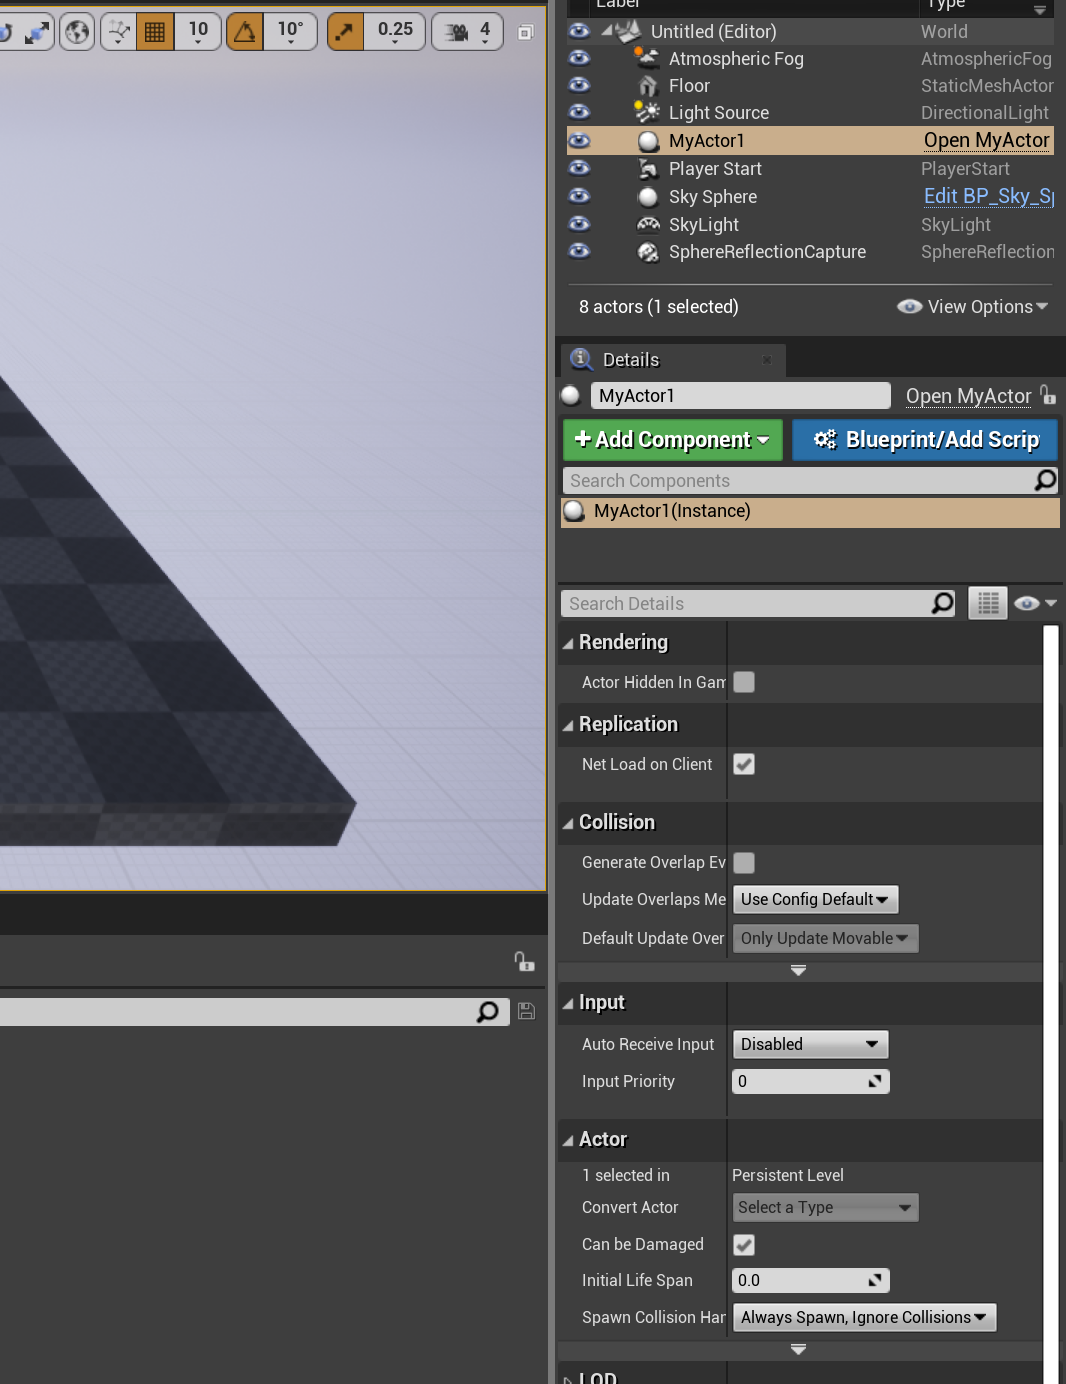 10
10°
0.25
4
Label
Type
Untitled (Editor)
World
Atmospheric Fog
AtmosphericFog
Floor
StaticMeshActor
Light Source
DirectionalLight
MyActor1
Open MyActor
Player Start
PlayerStart
Sky Sphere
Edit BP_Sky_Sp
SkyLight
SkyLight
SphereReflectionCapture
SphereReflection
8 actors (1 selected)
View Options
Details
MyActor1
Open MyActor
+ Add Component
Blueprint/Add Scrip
Search Components
MyActor1(Instance)
Search Details
Rendering
Actor Hidden In Gam
Replication
Net Load on Client
Collision
Generate Overlap Ev
Update Overlaps Me
Use Config Default
Default Update Over
Only Update Movable
Input
Auto Receive Input
Disabled
Input Priority
0
Actor
1 selected in
Persistent Level
Convert Actor
Select a Type
Can be Damaged
Initial Life Span
0.0
Spawn Collision Har
Always Spawn, Ignore Collisions
LOD